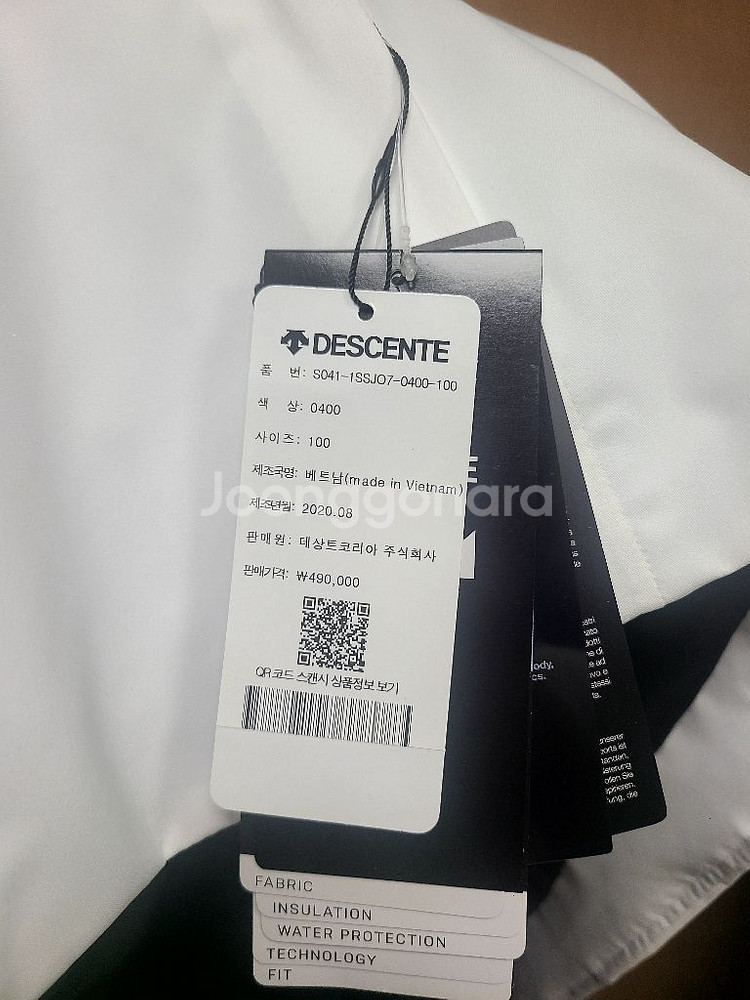 DESCENTE
품 번: S041-1SSJO7-0400-100
색 상: 0400
사이즈: 100
제조국명: 베트남(made in Vietnam)
제조년월: 2020.08
판매원: 데상트코리아 주식회사
판매가격: ₩490,000
QR코드 스캔시 상품정보 보기
Joonggonara
ody.
cs.
FABRIC
INSULATION
WATER PROTECTION
TECHNOLOGY
FIT